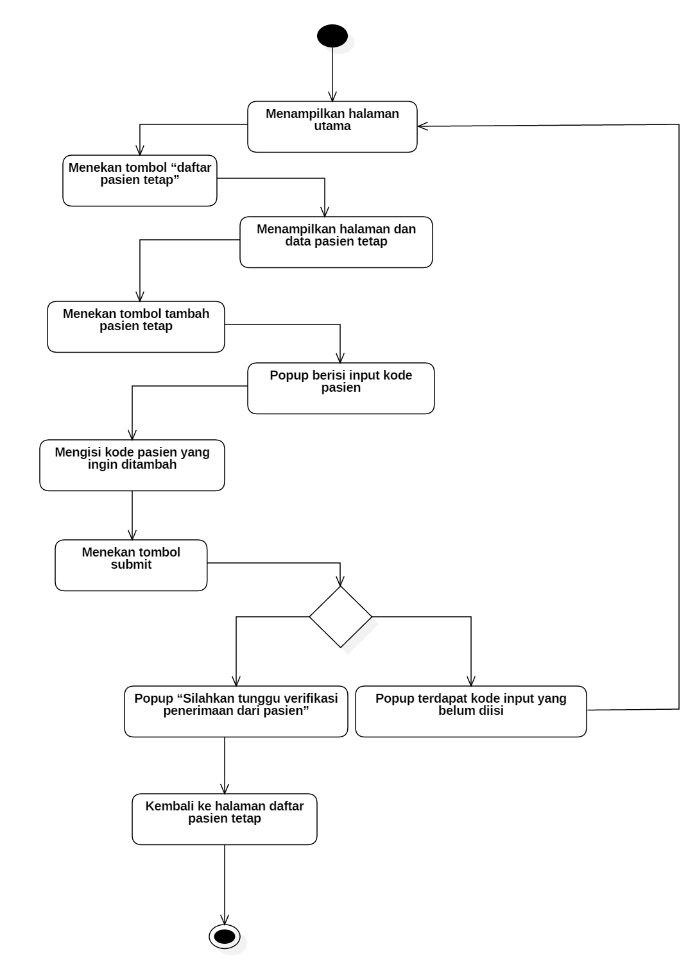 Menampilkan halaman
utama
Menekan tombol “daftar
pasien tetap”
Menampilkan halaman dan
data pasien tetap
Menekan tombol tambah
pasien tetap
Popup berisi input kode
pasien
Mengisi kode pasien yang
ingin ditambah
Menekan tombol
submit
Popup “Silahkan tunggu verifikasi
penerimaan dari pasien”
Popup terdapat kode input yang
belum diisi
Kembali ke halaman daftar
pasien tetap